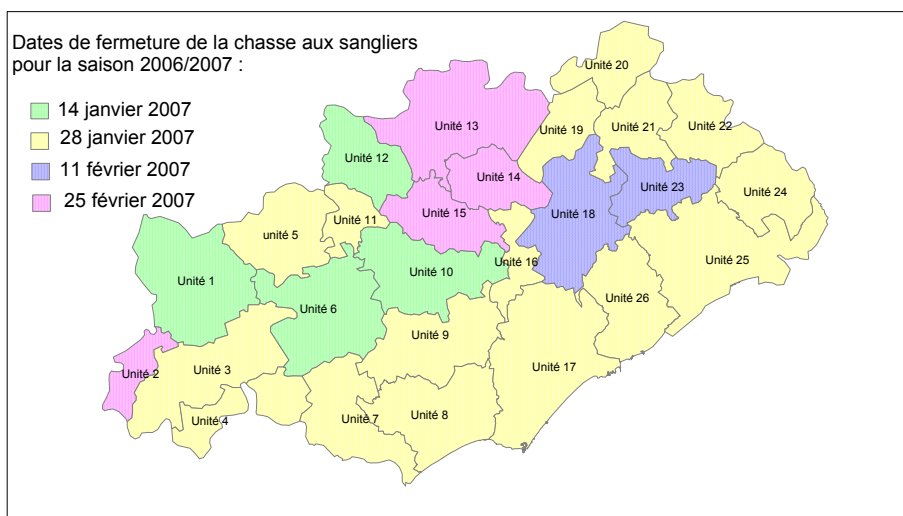 Dates de fermeture de la chasse aux sangliers
pour la saison 2006/2007 :
14 janvier 2007
28 janvier 2007
11 février 2007
25 février 2007
Unité 20
Unité 13
Unité 19
Unité 21
Unité 22
Unité 12
Unité 14
Unité 23
Unité 24
Unité 11
Unité 15
Unité 18
unité 5
Unité 16
Unité 25
Unité 10
Unité 1
Unité 26
Unité 6
Unité 9
Unité 17
Unité 3
Unité 2
Unité 8
Unité 7
Unité 4